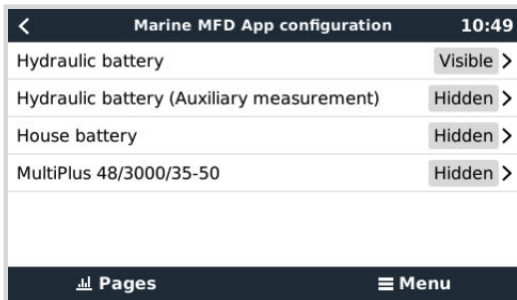 Marine MFD App configuration 10:49
Hydraulic battery Visible
Hydraulic battery (Auxiliary measurement) Hidden
House battery Hidden
MultiPlus 48/3000/35-50 Hidden
Pages Menu